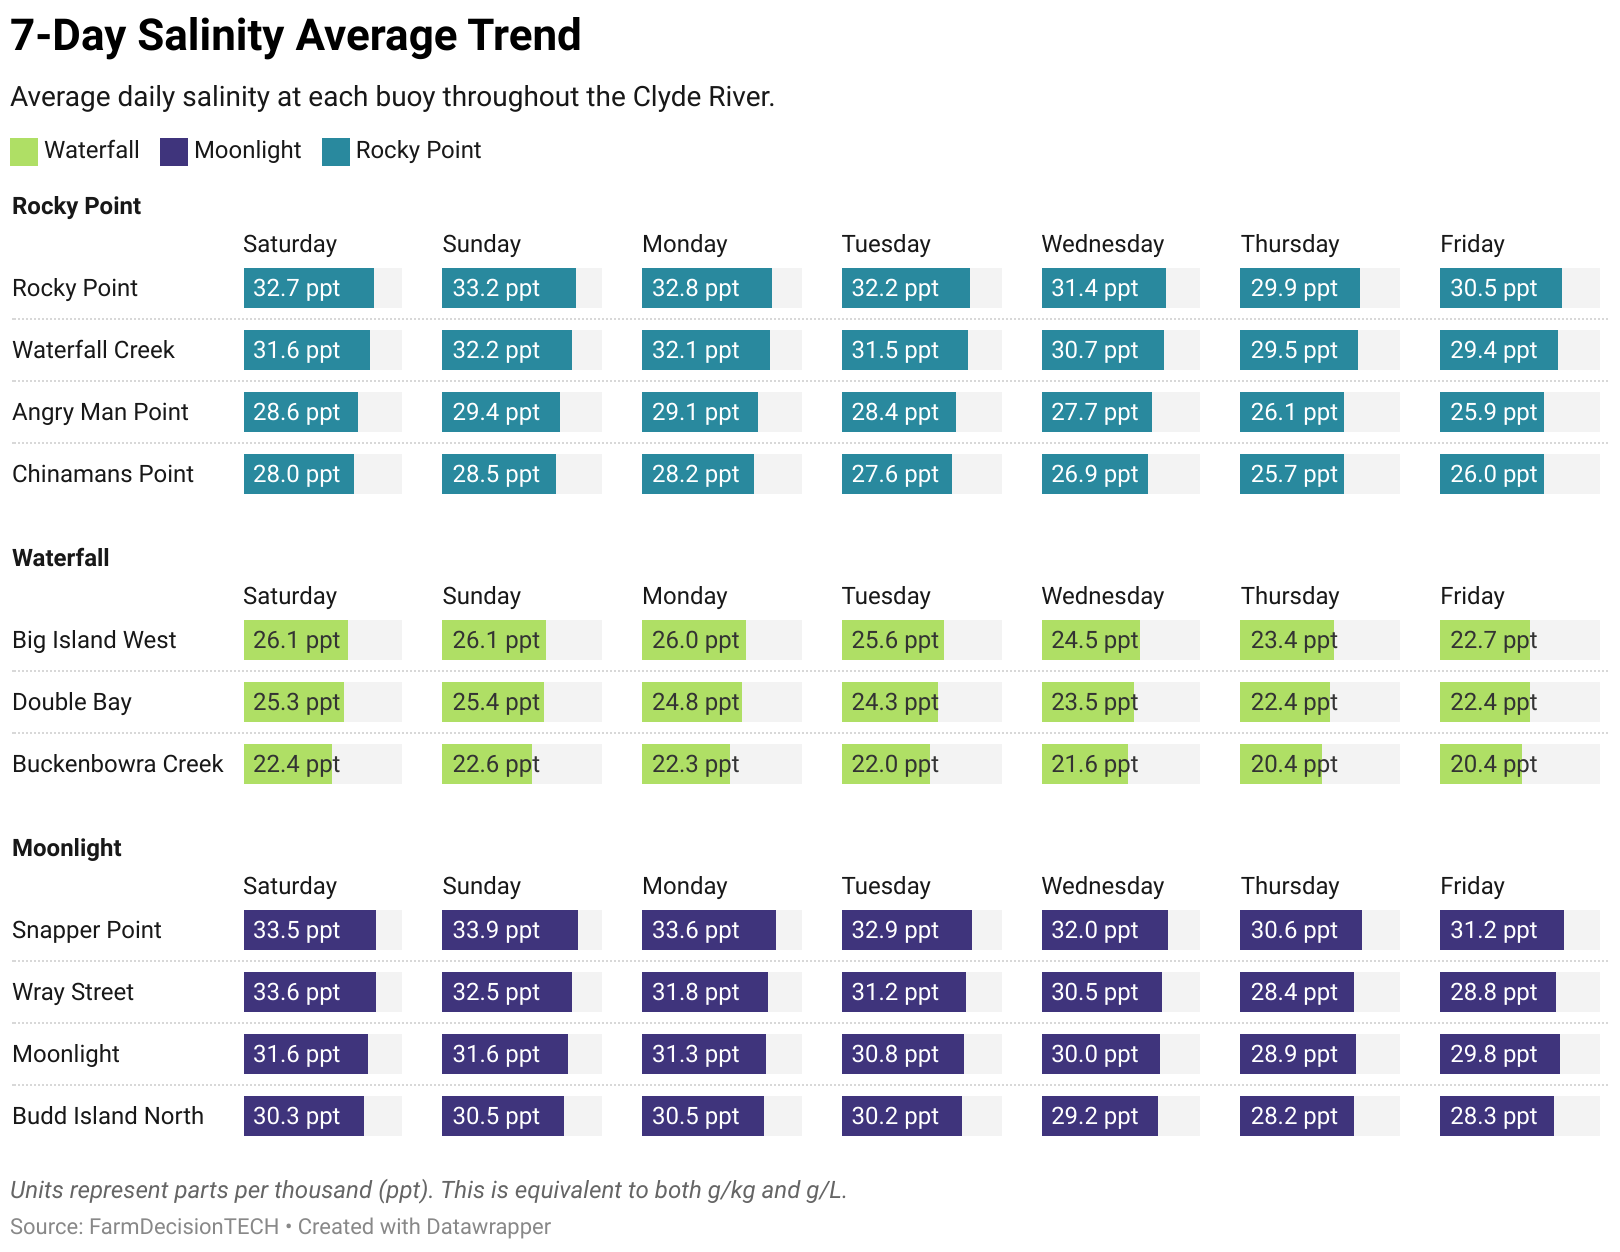 7-Day Salinity Average Trend
Average daily salinity at each buoy throughout the Clyde River.
Waterfall Moonlight Rocky Point
Rocky Point
Saturday Sunday Monday Tuesday Wednesday Thursday Friday
Rocky Point 32.7 ppt 33.2 ppt 32.8 ppt 32.2 ppt 31.4 ppt 29.9 ppt 30.5 ppt
Waterfall Creek 31.6 ppt 32.2 ppt 32.1 ppt 31.5 ppt 30.7 ppt 29.5 ppt 29.4 ppt
Angry Man Point 28.6 ppt 29.4 ppt 29.1 ppt 28.4 ppt 27.7 ppt 26.1 ppt 25.9 ppt
Chinamans Point 28.0 ppt 28.5 ppt 28.2 ppt 27.6 ppt 26.9 ppt 25.7 ppt 26.0 ppt
Waterfall
Saturday Sunday Monday Tuesday Wednesday Thursday Friday
Big Island West 26.1 ppt 26.1 ppt 26.0 ppt 25.6 ppt 24.5 ppt 23.4 ppt 22.7 ppt
Double Bay 25.3 ppt 25.4 ppt 24.8 ppt 24.3 ppt 23.5 ppt 22.4 ppt 22.4 ppt
Buckenbowra Creek 22.4 ppt 22.6 ppt 22.3 ppt 22.0 ppt 21.6 ppt 20.4 ppt 20.4 ppt
Moonlight
Saturday Sunday Monday Tuesday Wednesday Thursday Friday
Snapper Point 33.5 ppt 33.9 ppt 33.6 ppt 32.9 ppt 32.0 ppt 30.6 ppt 31.2 ppt
Wray Street 33.6 ppt 32.5 ppt 31.8 ppt 31.2 ppt 30.5 ppt 28.4 ppt 28.8 ppt
Moonlight 31.6 ppt 31.6 ppt 31.3 ppt 30.8 ppt 30.0 ppt 28.9 ppt 29.8 ppt
Budd Island North 30.3 ppt 30.5 ppt 30.5 ppt 30.2 ppt 29.2 ppt 28.2 ppt 28.3 ppt
Units represent parts per thousand (ppt). This is equivalent to both g/kg and g/L.
Source: FarmDecisionTECH • Created with Datawrapper